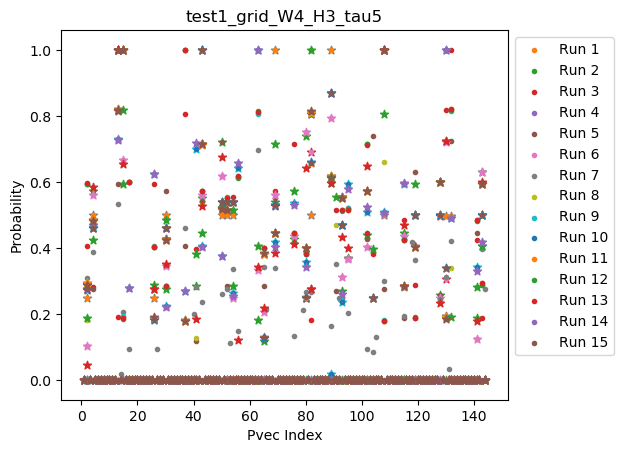 test1_grid_W4_H3_tau5
1.0
0.8
0.6
0.4
0.2
0.0
Probability
0 20 40 60 80 100 120 140
Pvec Index
Run 1
Run 2
Run 3
Run 4
Run 5
Run 6
Run 7
Run 8
Run 9
Run 10
Run 11
Run 12
Run 13
Run 14
Run 15